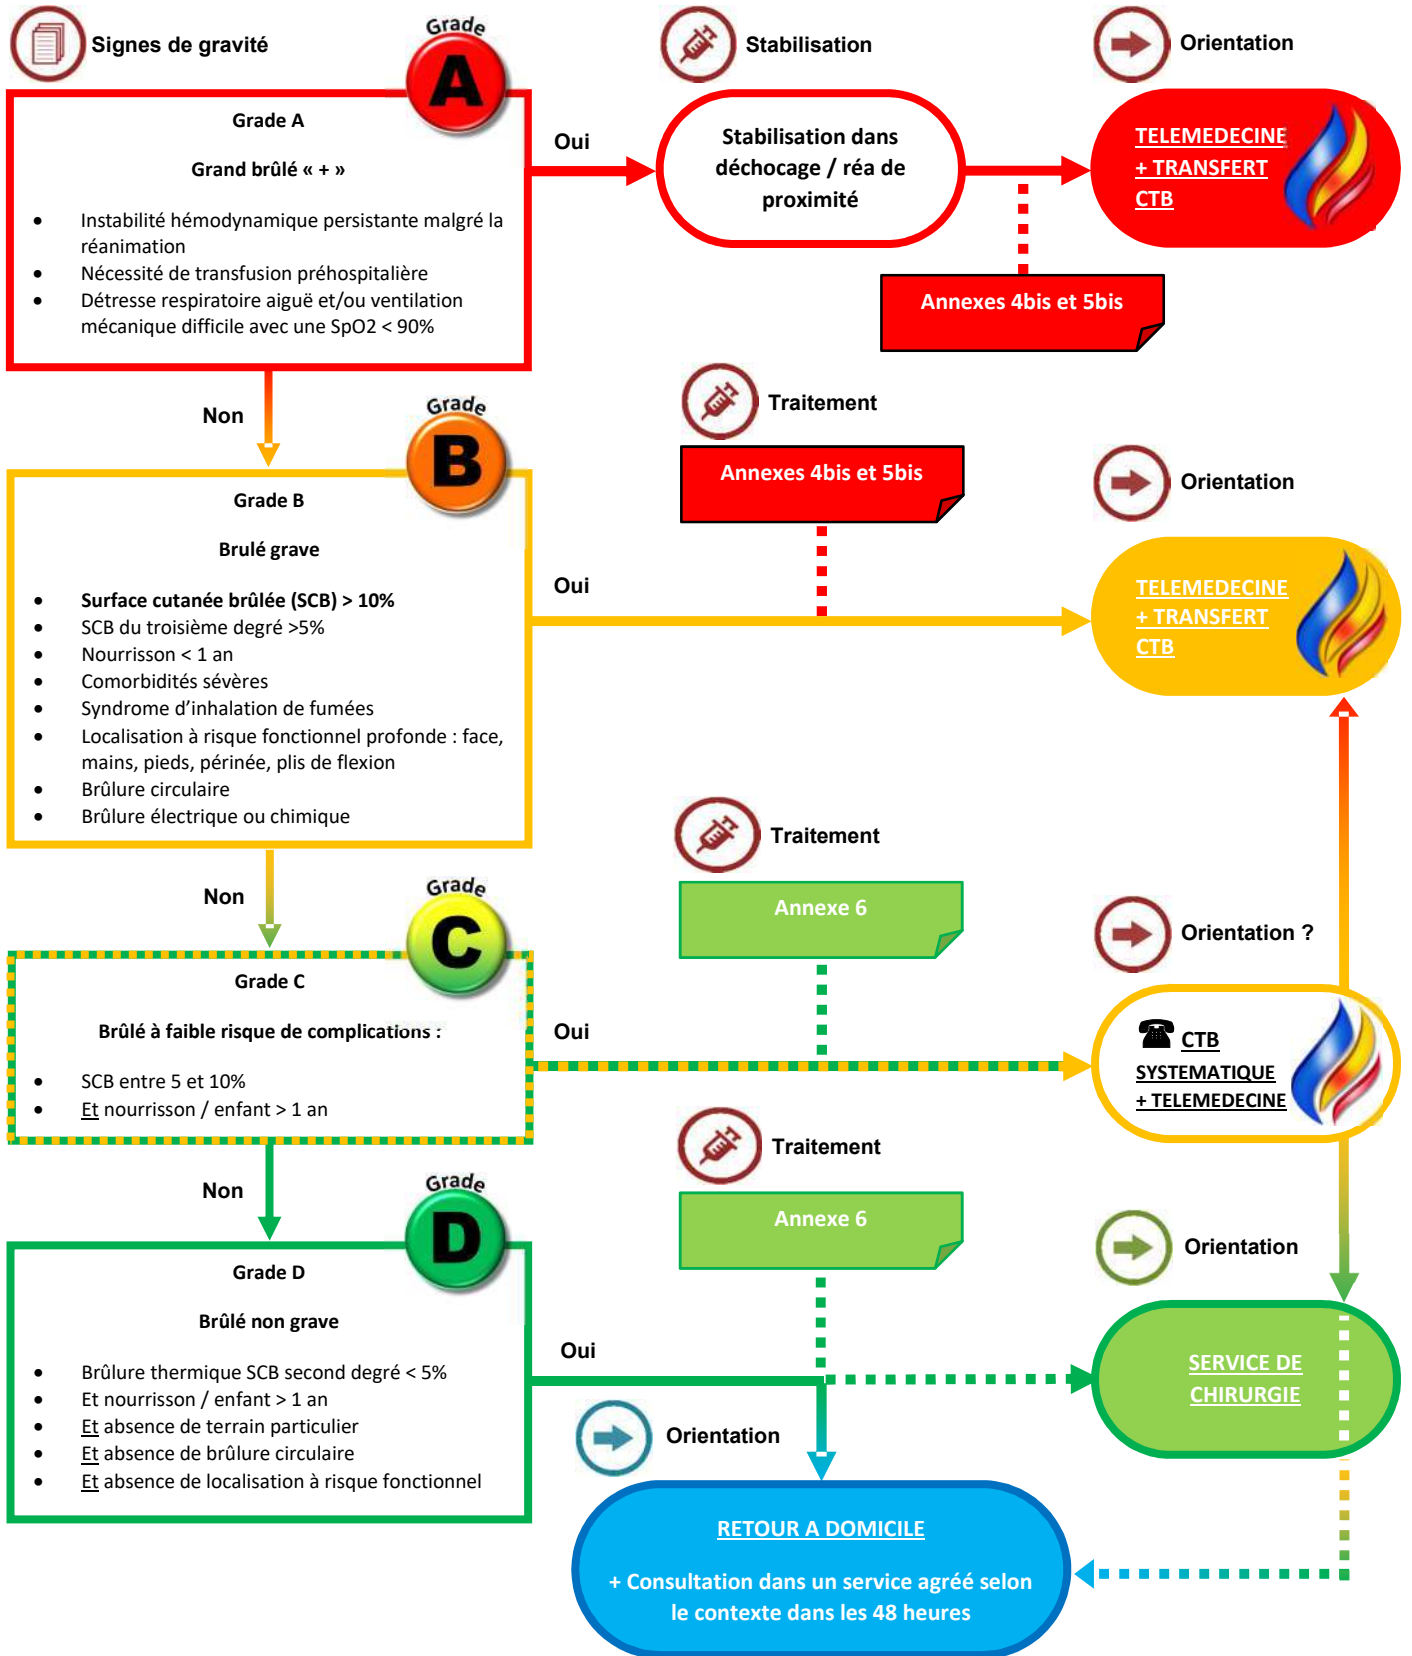 Signes de gravité
Grade
A
Stabilisation
Orientation
Grade A
Grand brûlé « + »
• Instabilité hémodynamique persistante malgré la
réanimation
• Nécessité de transfusion préhospitalière
• Détresse respiratoire aiguë et/ou ventilation
mécanique difficile avec une SpO2 < 90%
Oui
Stabilisation dans
déchocage / réa de
proximité
TELEMEDECINE
+ TRANSFERT
CTB
Annexes 4bis et 5bis
Non
Grade
B
Traitement
Annexes 4bis et 5bis
Orientation
Grade B
Brulé grave
• Surface cutanée brûlée (SCB) > 10%
• SCB du troisième degré >5%
• Nourrisson < 1 an
• Comorbidités sévères
• Syndrome d’inhalation de fumées
• Localisation à risque fonctionnel profonde : face,
mains, pieds, périnée, plis de flexion
• Brûlure circulaire
• Brûlure électrique ou chimique
Oui
TELEMEDECINE
+ TRANSFERT
CTB
Non
Grade
C
Traitement
Annexe 6
Orientation ?
Grade C
Brûlé à faible risque de complications :
• SCB entre 5 et 10%
• Et nourrisson / enfant > 1 an
Oui
☎ CTB
SYSTEMATIQUE
+ TELEMEDECINE
Non
Grade
D
Traitement
Annexe 6
Orientation
Grade D
Brûlé non grave
• Brûlure thermique SCB second degré < 5%
• Et nourrisson / enfant > 1 an
• Et absence de terrain particulier
• Et absence de brûlure circulaire
• Et absence de localisation à risque fonctionnel
Oui
SERVICE DE
CHIRURGIE
Orientation
RETOUR A DOMICILE
+ Consultation dans un service agréé selon
le contexte dans les 48 heures